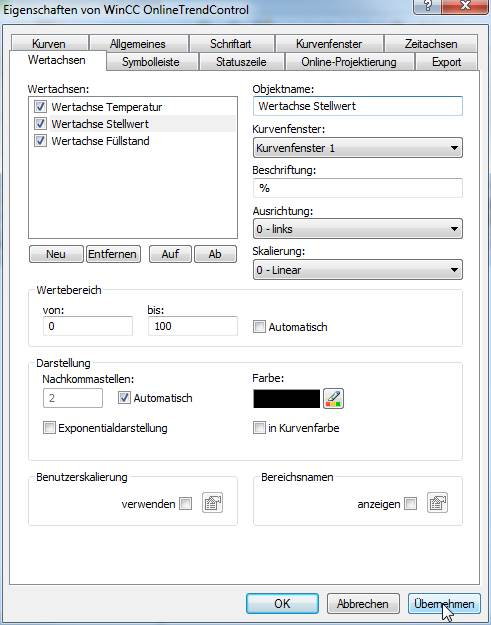 Eigenschaften von WinCC OnlineTrendControl
Kurven Allgemeines Schriftart Kurvenfenster Zeitachsen
Wertachsen Symbolleiste Statuszeile Online-Projektierung Export
Wertachsen:
Wertachse Temperatur
Wertachse Stellwert
Wertachse Füllstand
Neu Entfernen Auf Ab
Objektname:
Wertachse Stellwert
Kurvenfenster:
Kurvenfenster 1
Beschriftung:
%
Ausrichtung:
0 - links
Skalierung:
0 - Linear
Wertebereich
von: bis:
0 100 Automatisch
Darstellung
Nachkommastellen: Farbe:
2 Automatisch
Exponentialdarstellung in Kurvenfarbe
Benutzerskalierung
verwenden
Bereichsnamen
anzeigen
OK Abbrechen Übernehmen